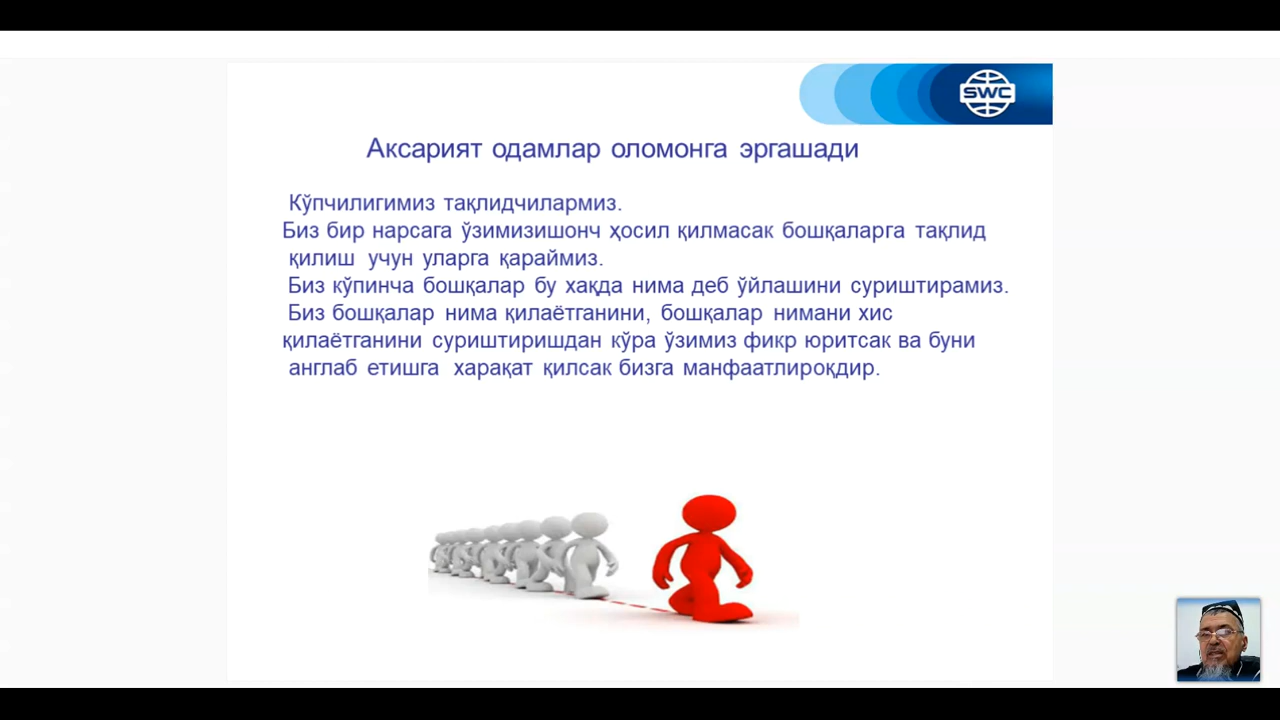 SWC
Аксарият одамлар оломонга эргашади
Кўпчилигимиз тақлидчилармиз.
Биз бир нарсага ўзимизишонч ҳосил қилмасак бошқаларга тақлид
қилиш учун уларга қараймиз.
Биз кўпинча бошқалар бу хақда нима деб ўйлашини суриштирамиз.
Биз бошқалар нима қилаётганини, бошқалар нимани хис
қилаётганини суриштиришдан кўра ўзимиз фикр юритсак ва буни
англаб етишга харақат қилсак бизга манфаатлироқдир.